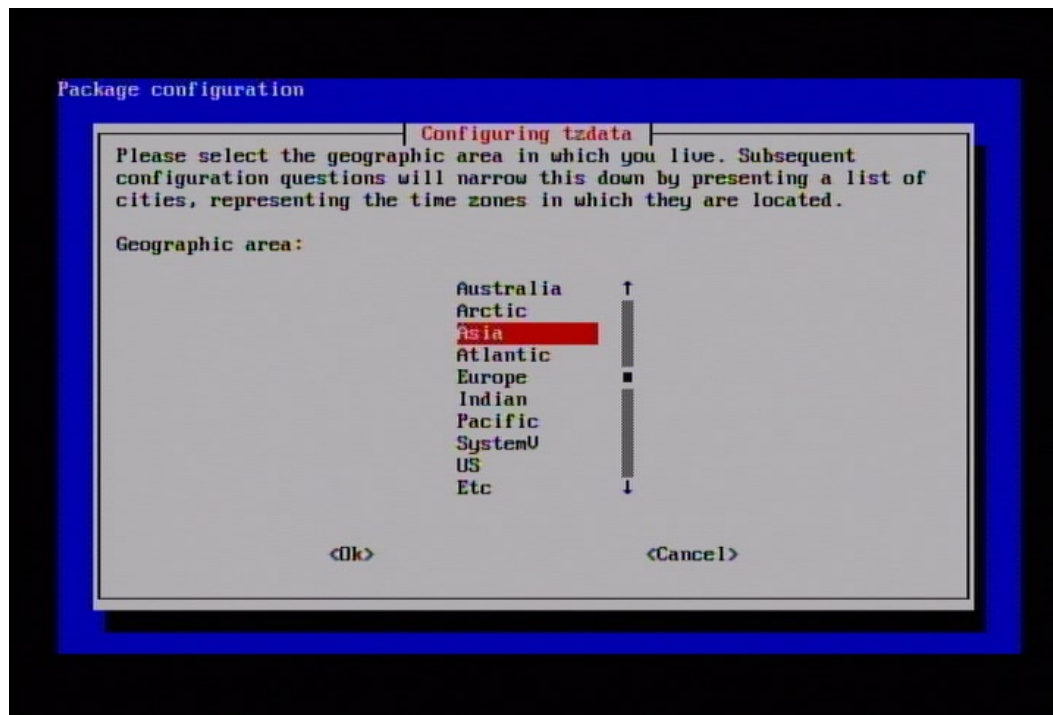 Package configuration
Configuring tzdata
Please select the geographic area in which you live. Subsequent
configuration questions will narrow this down by presenting a list of
cities, representing the time zones in which they are located.
Geographic area:
Australia
Arctic
Asia
Atlantic
Europe
Indian
Pacific
SystemV
US
Etc
<Ok> <Cancel>